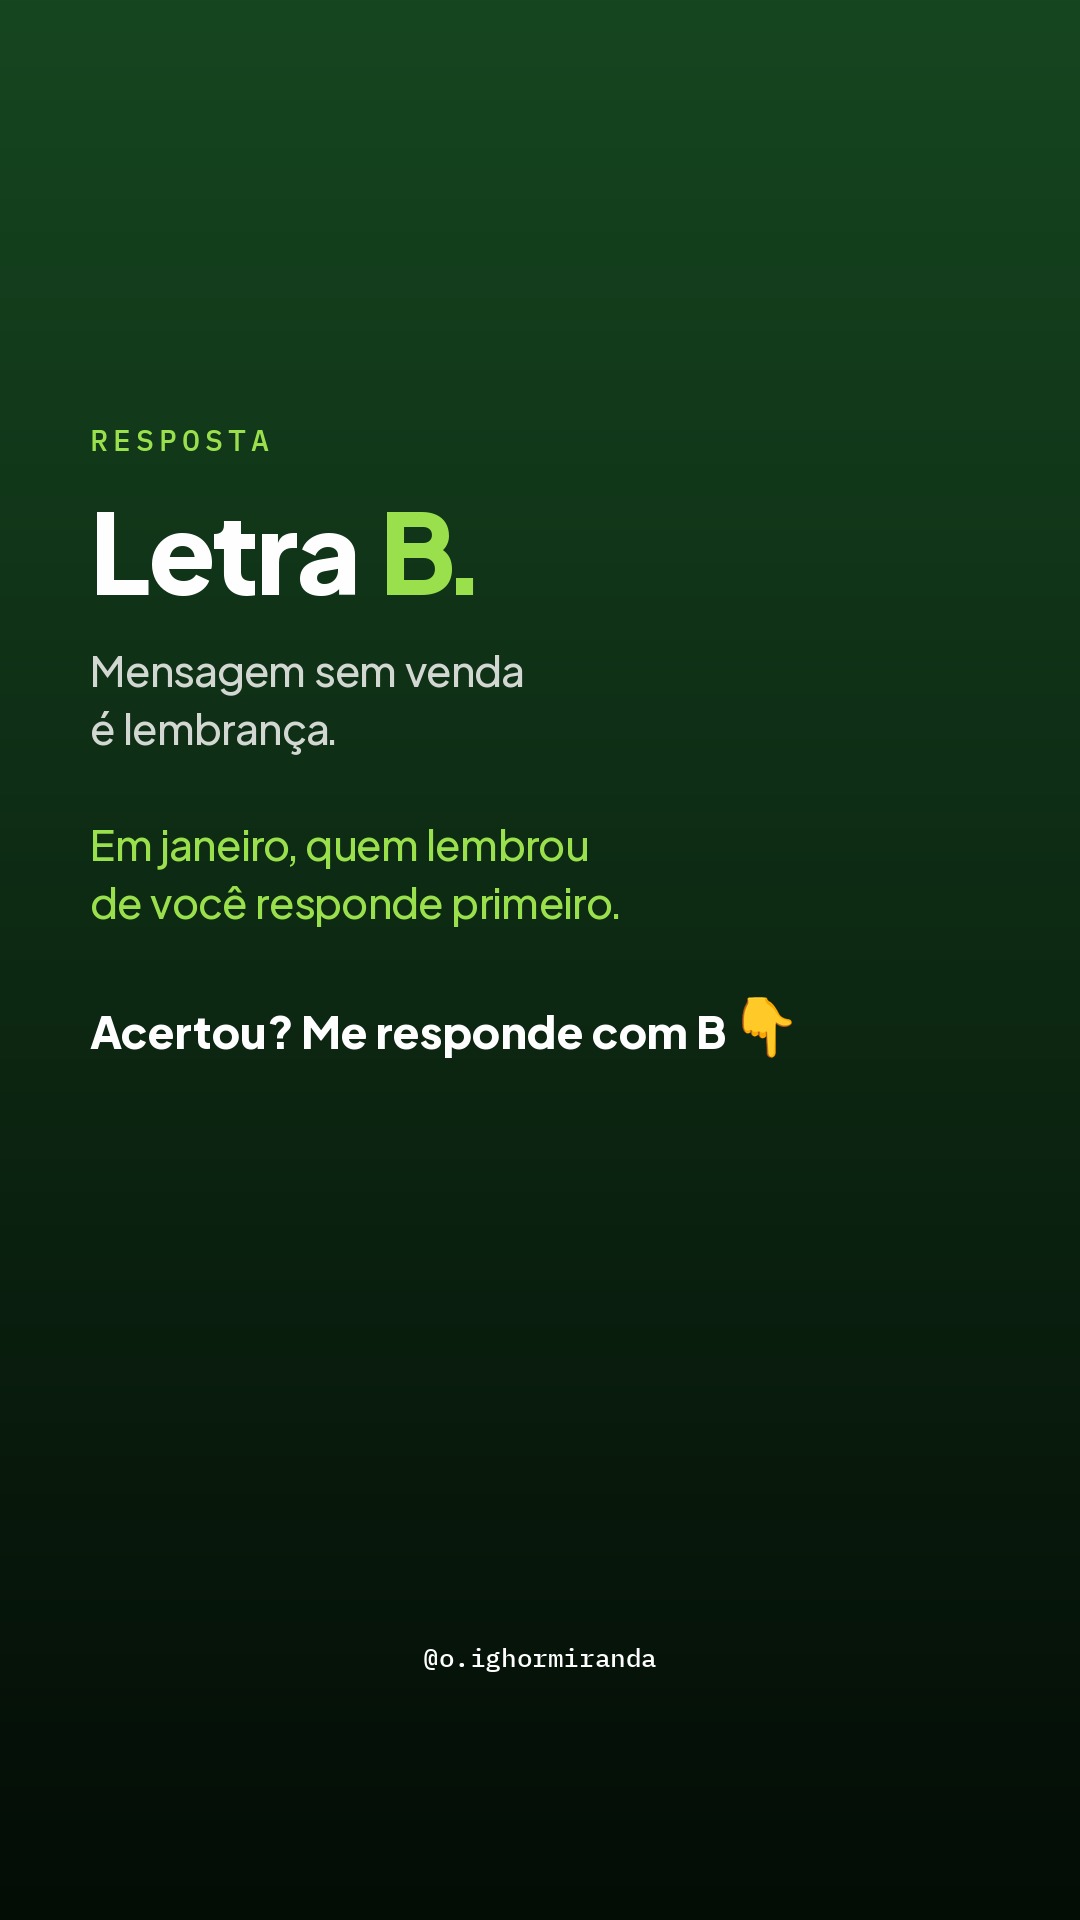 RESPOSTA
Letra B.
Mensagem sem venda
é lembrança.
Em janeiro, quem lembrou
de você responde primeiro.
Acertou? Me responde com B 👇
@o.ighormiranda